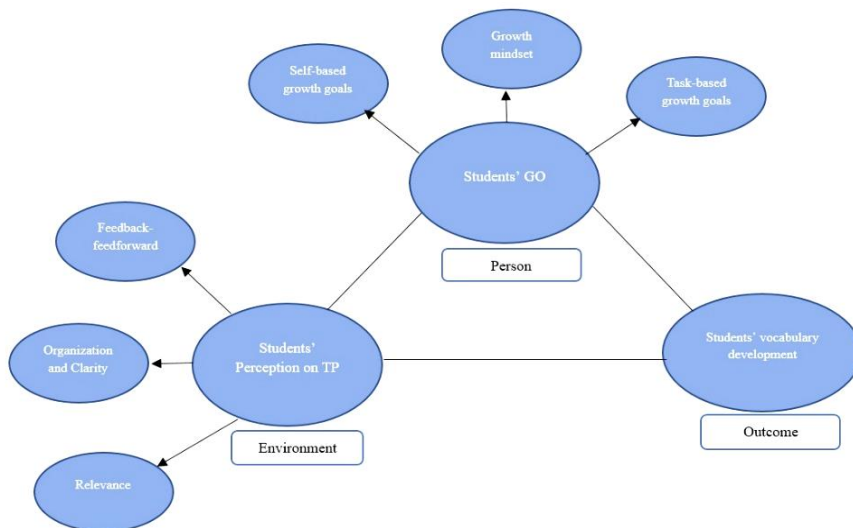 Growth
mindset
Self-based
growth goals
Task-based
growth goals
Students’ GO
Person
Feedback-
feedforward
Students’
Perception on TP
Organization
and Clarity
Students’ vocabulary
development
Environment
Outcome
Relevance